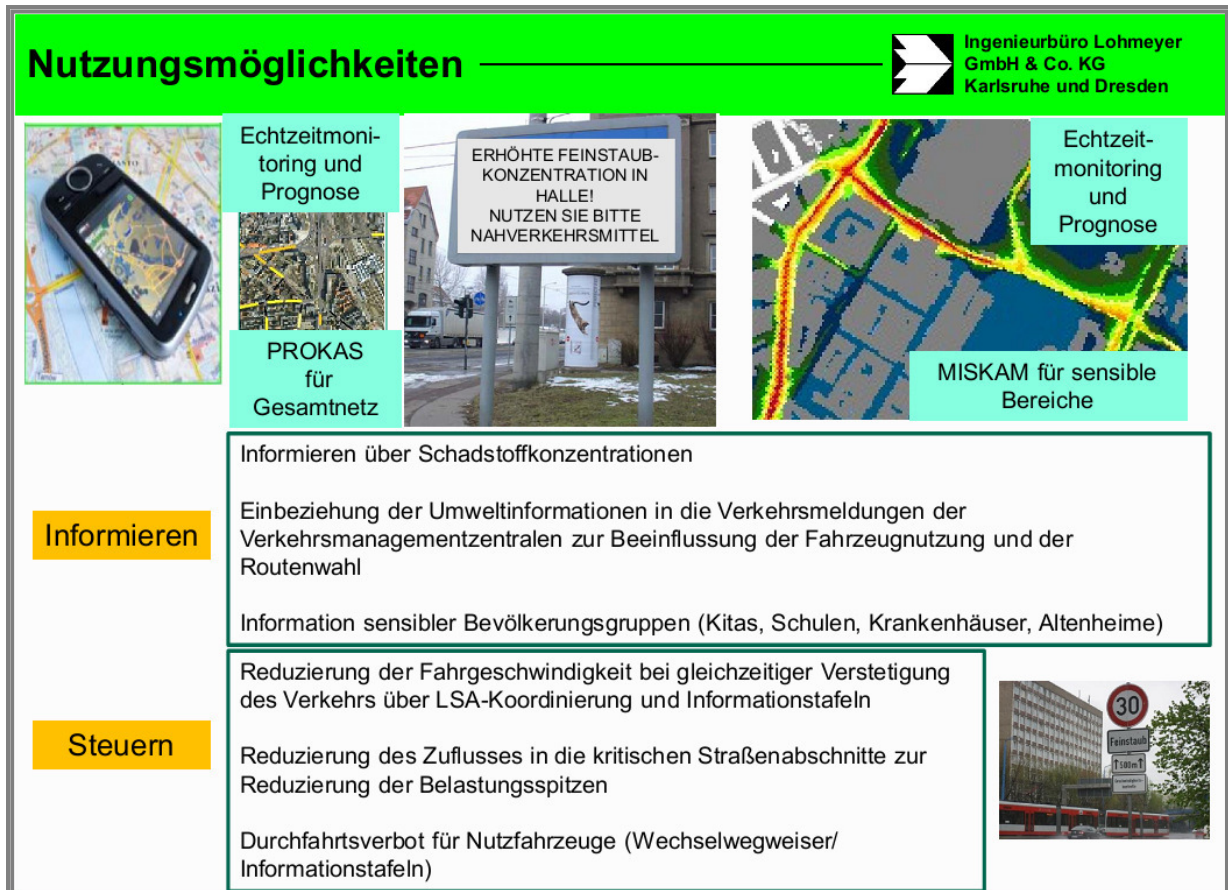 Nutzungsmöglichkeiten
Ingenieurbüro Lohmeyer
GmbH & Co. KG
Karlsruhe und Dresden
Echtzeitmoni-
toring und
Prognose
PROKAS
für
Gesamtnetz
ERHÖHTE FEINSTAUB-
KONZENTRATION IN
HALLE!
NUTZEN SIE BITTE
NAHVERKEHRSMITTEL
Echtzeit-
monitoring
und
Prognose
MISKAM für sensible
Bereiche
Informieren
Informieren über Schadstoffkonzentrationen
Einbeziehung der Umweltinformationen in die Verkehrsmeldungen der
Verkehrsmanagementzentralen zur Beeinflussung der Fahrzeugnutzung und der
Routenwahl
Information sensibler Bevölkerungsgruppen (Kitas, Schulen, Krankenhäuser, Altenheime)
Steuern
Reduzierung der Fahrgeschwindigkeit bei gleichzeitiger Verstetigung
des Verkehrs über LSA-Koordinierung und Informationstafeln
Reduzierung des Zuflusses in die kritischen Straßenabschnitte zur
Reduzierung der Belastungsspitzen
Durchfahrtsverbot für Nutzfahrzeuge (Wechselwegweiser/
Informationstafeln)
30
Feinstaub
↑500m↑